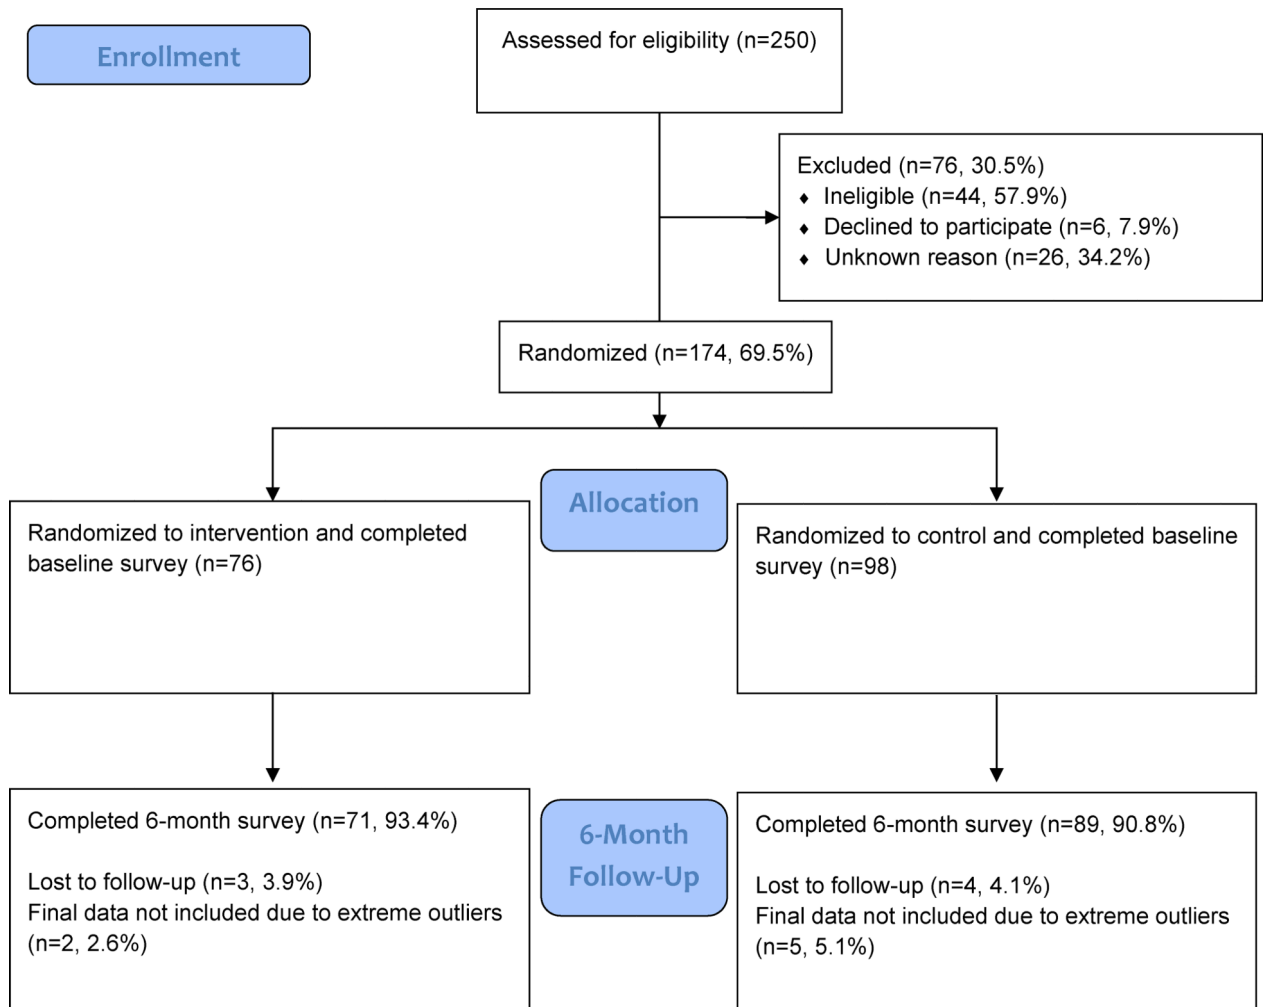 Enrollment
Assessed for eligibility (n=250)
Excluded (n=76, 30.5%)
♦ Ineligible (n=44, 57.9%)
♦ Declined to participate (n=6, 7.9%)
♦ Unknown reason (n=26, 34.2%)
Randomized (n=174, 69.5%)
Allocation
Randomized to intervention and completed
baseline survey (n=76)
Randomized to control and completed baseline
survey (n=98)
6-Month
Follow-Up
Completed 6-month survey (n=71, 93.4%)
Lost to follow-up (n=3, 3.9%)
Final data not included due to extreme outliers
(n=2, 2.6%)
Completed 6-month survey (n=89, 90.8%)
Lost to follow-up (n=4, 4.1%)
Final data not included due to extreme outliers
(n=5, 5.1%)